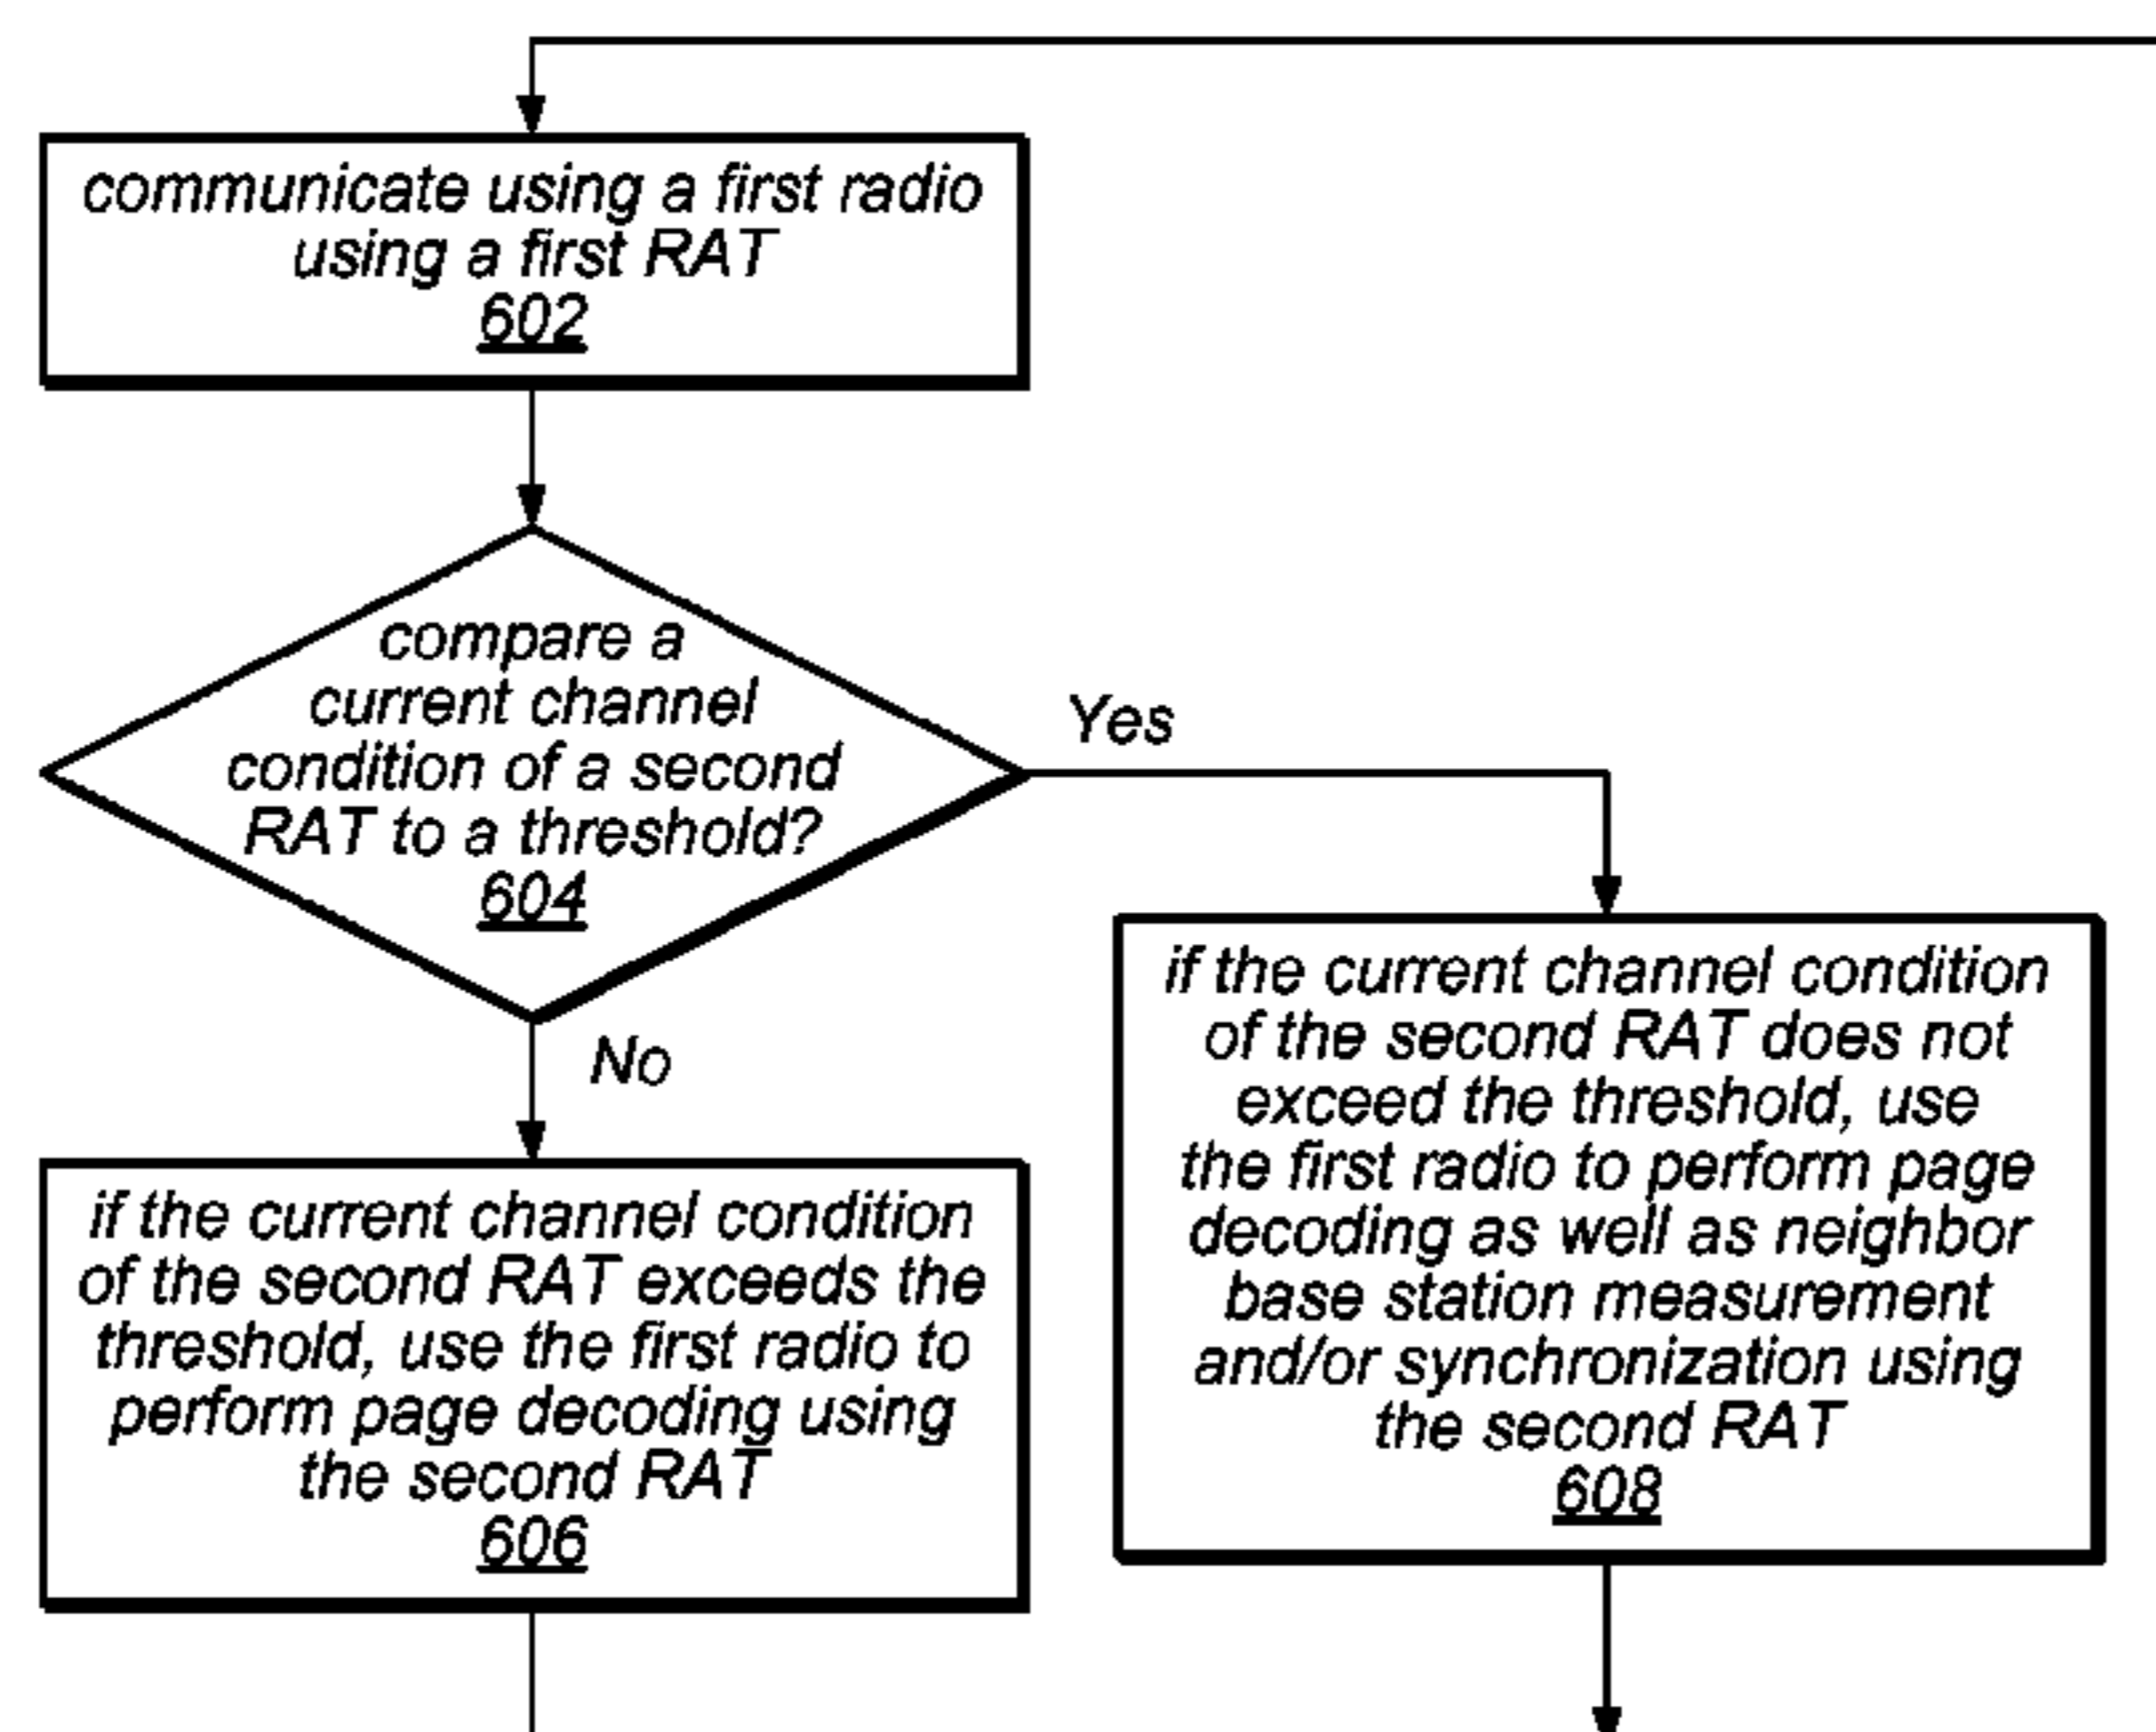 communicate using a first radio
using a first RAT
602
compare a
current channel
condition of a second
RAT to a threshold?
604
Yes
No
if the current channel condition
of the second RAT exceeds the
threshold, use the first radio to
perform page decoding using
the second RAT
606
if the current channel condition
of the second RAT does not
exceed the threshold, use
the first radio to perform page
decoding as well as neighbor
base station measurement
and/or synchronization using
the second RAT
608